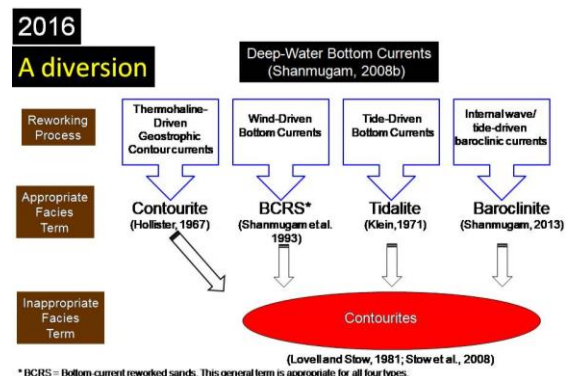 2016
A diversion
Deep-Water Bottom Currents
(Shanmugam, 2008b)
Reworking
Process
Thermohaline-
Driven
Geostrophic
Contour currents
Wind-Driven
Bottom Currents
Tide-Driven
Bottom Currents
Internal wave/
tide-driven
baroclinic currents
Appropriate
Facies
Term
Contourite
(Hollister, 1967)
BCRS*
(Shanmugam et al.
1993)
Tidalite
(Klein, 1971)
Baroclinite
(Shanmugam, 2013)
Inappropriate
Facies
Term
Contourites
(Lovell and Stow, 1981; Stow et al., 2008)
* BCRS = Bottom-current reworked sands. This general term is appropriate for all four types.